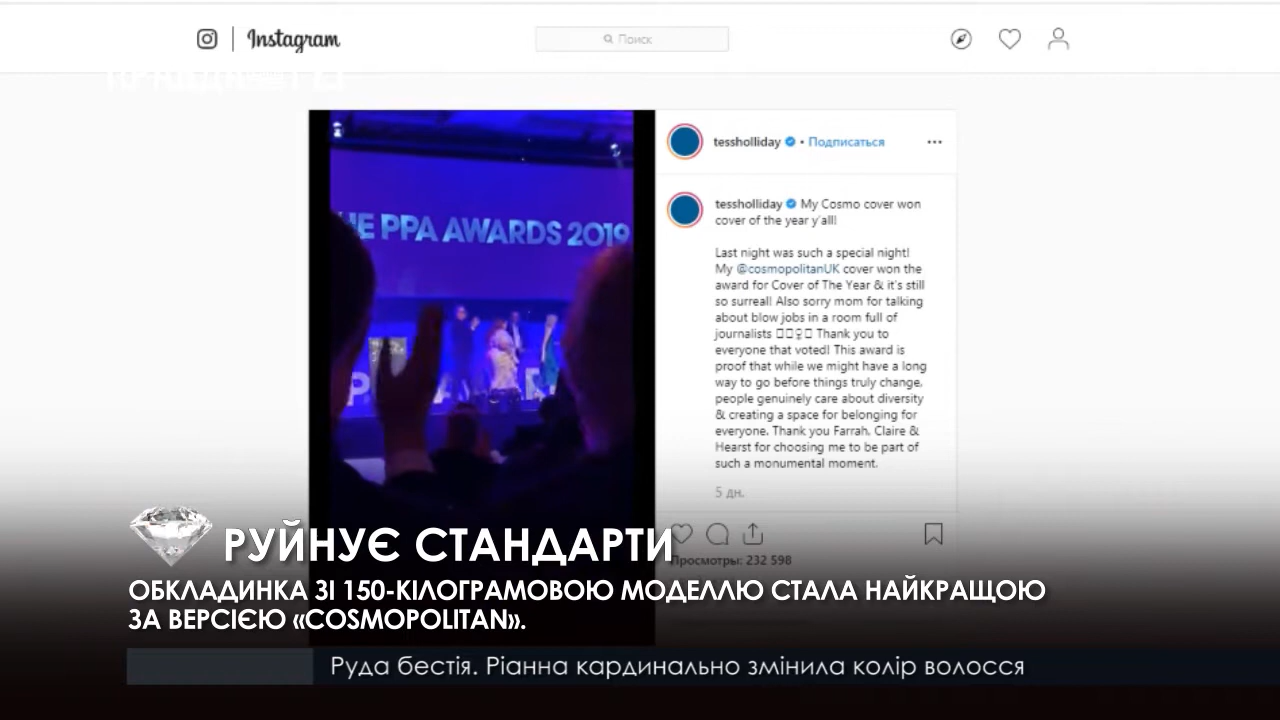 Instagram
Поиск
THE PPA AWARDS 2019
tessholliday • Подписаться
tessholliday My Cosmo cover won
cover of the year y'all!
Last night was such a special night!
My @cosmopolitanUK cover won the
award for Cover of The Year & it's still
so surreal! Also sorry mom for talking
about blow jobs in a room full of
journalists Thank you to
everyone that voted! This award is
proof that while we might have a long
way to go before things truly change,
people genuinely care about diversity
& creating a space for belonging for
everyone. Thank you Farrah, Claire &
Hearst for choosing me to be part of
such a monumental moment.
5 дн.
Просмотры: 232 598
РУЙНУЄ СТАНДАРТИ
ОБКЛАДИНКА ЗІ 150-КІЛОГРАМОВОЮ МОДЕЛЛЮ СТАЛА НАЙКРАЩОЮ
ЗА ВЕРСІЄЮ «COSMOPOLITAN».
Руда бестія. Ріанна кардинально змінила колір волосся